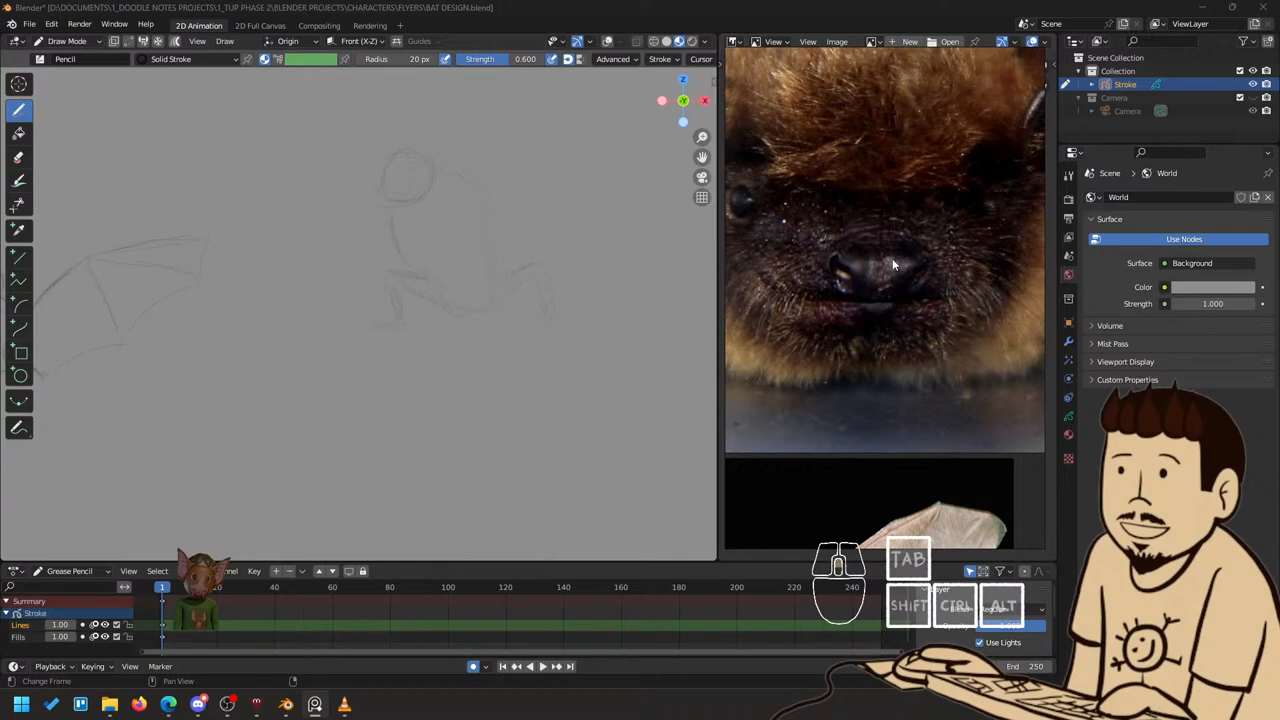 Blender* [D:\DOCUMENTS\1_DOODLE NOTES PROJECTS\1_TUP PHASE 2\BLENDER PROJECTS\CHARACTERS\FLYERS\BAT DESIGN.blend]
File Edit Render Window Help 2D Animation 2D Full Canvas Compositing Rendering
Scene ViewLayer
Draw Mode View Draw Origin Front (X-Z) Guides
View View Image New Open
Pencil Solid Stroke Radius 20 px Strength 0.600 Advanced Stroke Cursor
Scene Collection
Collection
Stroke
Camera
Camera
Z
Y X
Scene World
World
Surface
Use Nodes
Surface Background
Color
Strength 1.000
Volume
Mist Pass
Viewport Display
Custom Properties
TAB
SHIFT CTRL ALT
Grease Pencil View Select Key
1 20 40 60 80 100 120 140 160 180 200 220 240
Summary
Stroke
Lines 1.00
Fills 1.00
Layer
Blend Regular
Use Lights
Playback Keying View Marker
End 250
Change Frame Pan View